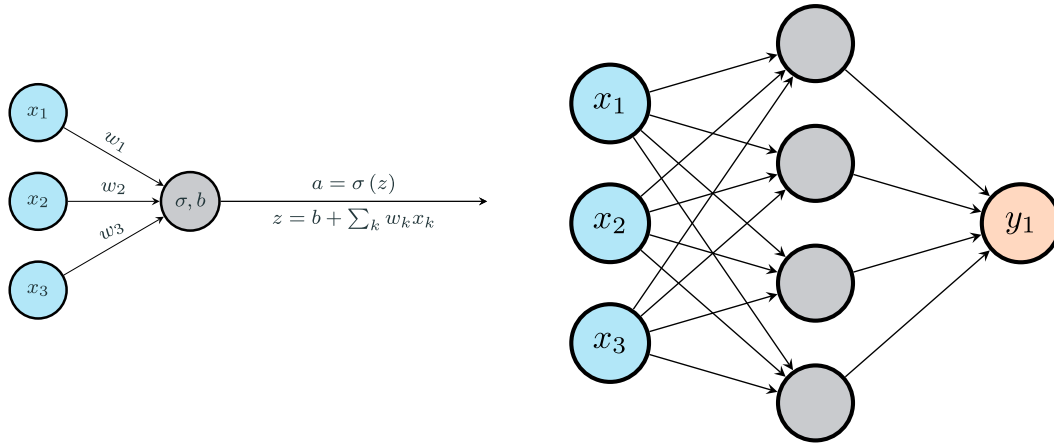 x₁
w₁
x₂
w₂
σ, b
a = σ (z)
z = b + ∑ₖ wₖxₖ
w₃
x₃
x₁
x₂
x₃
y₁